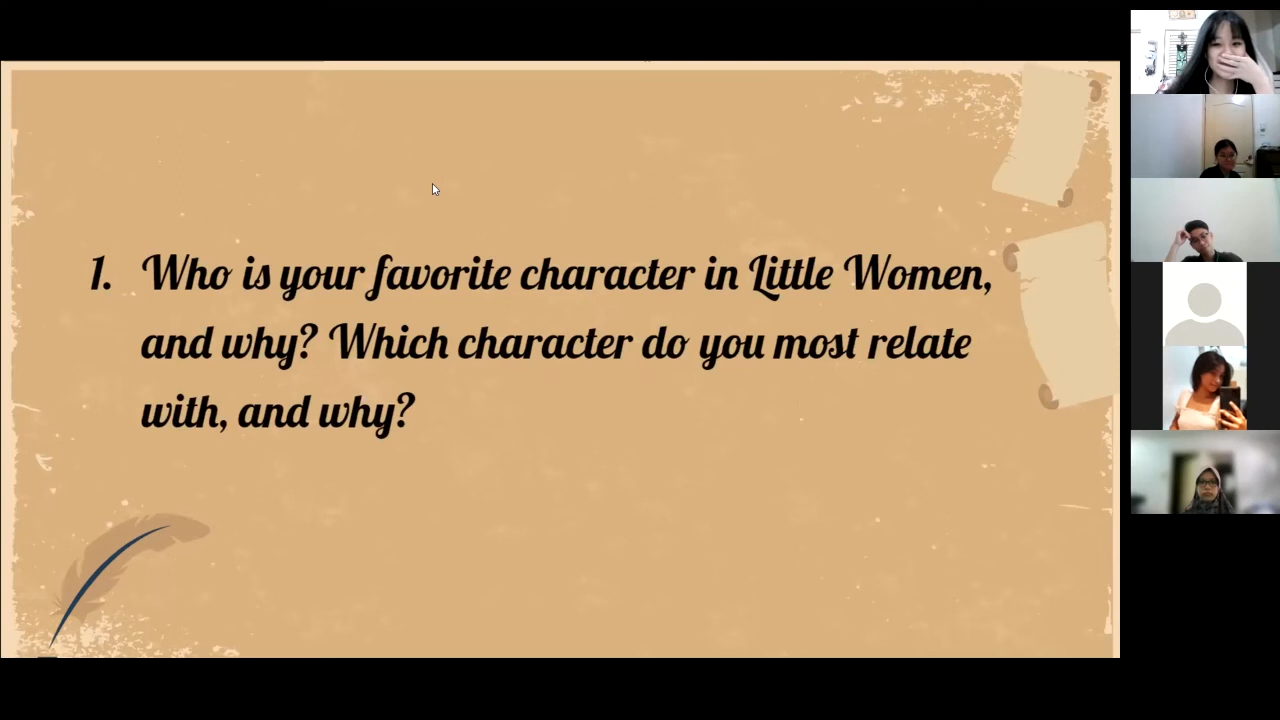 1. Who is your favorite character in Little Women,
and why? Which character do you most relate
with, and why?